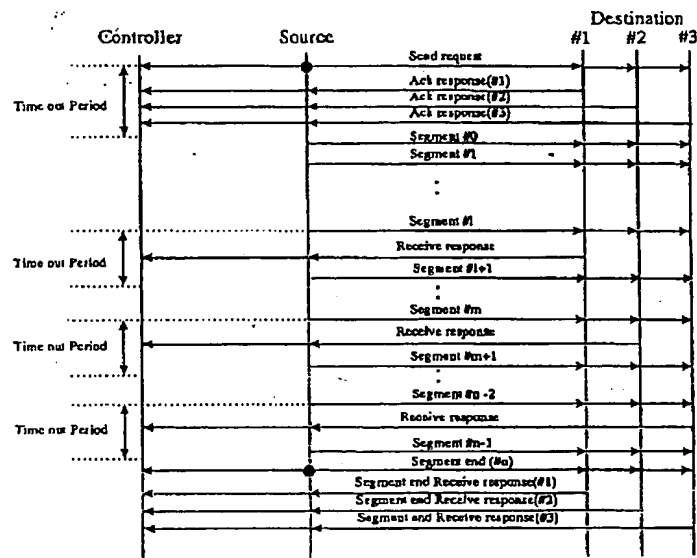 Destination
Controller Source #1 #2 #3
Send request
Ack response(#1)
Time out Period
Ack response(#2)
Ack response(#3)
Segment #0
Segment #1
Segment #l
Receive response
Time out Period
Segment #l+1
Segment #m
Receive response
Time out Period
Segment #m+1
Segment #n-2
Receive response
Time out Period
Segment #n-1
Segment end (#n)
Segment end Receive response(#1)
Segment end Receive response(#2)
Segment end Receive response(#3)